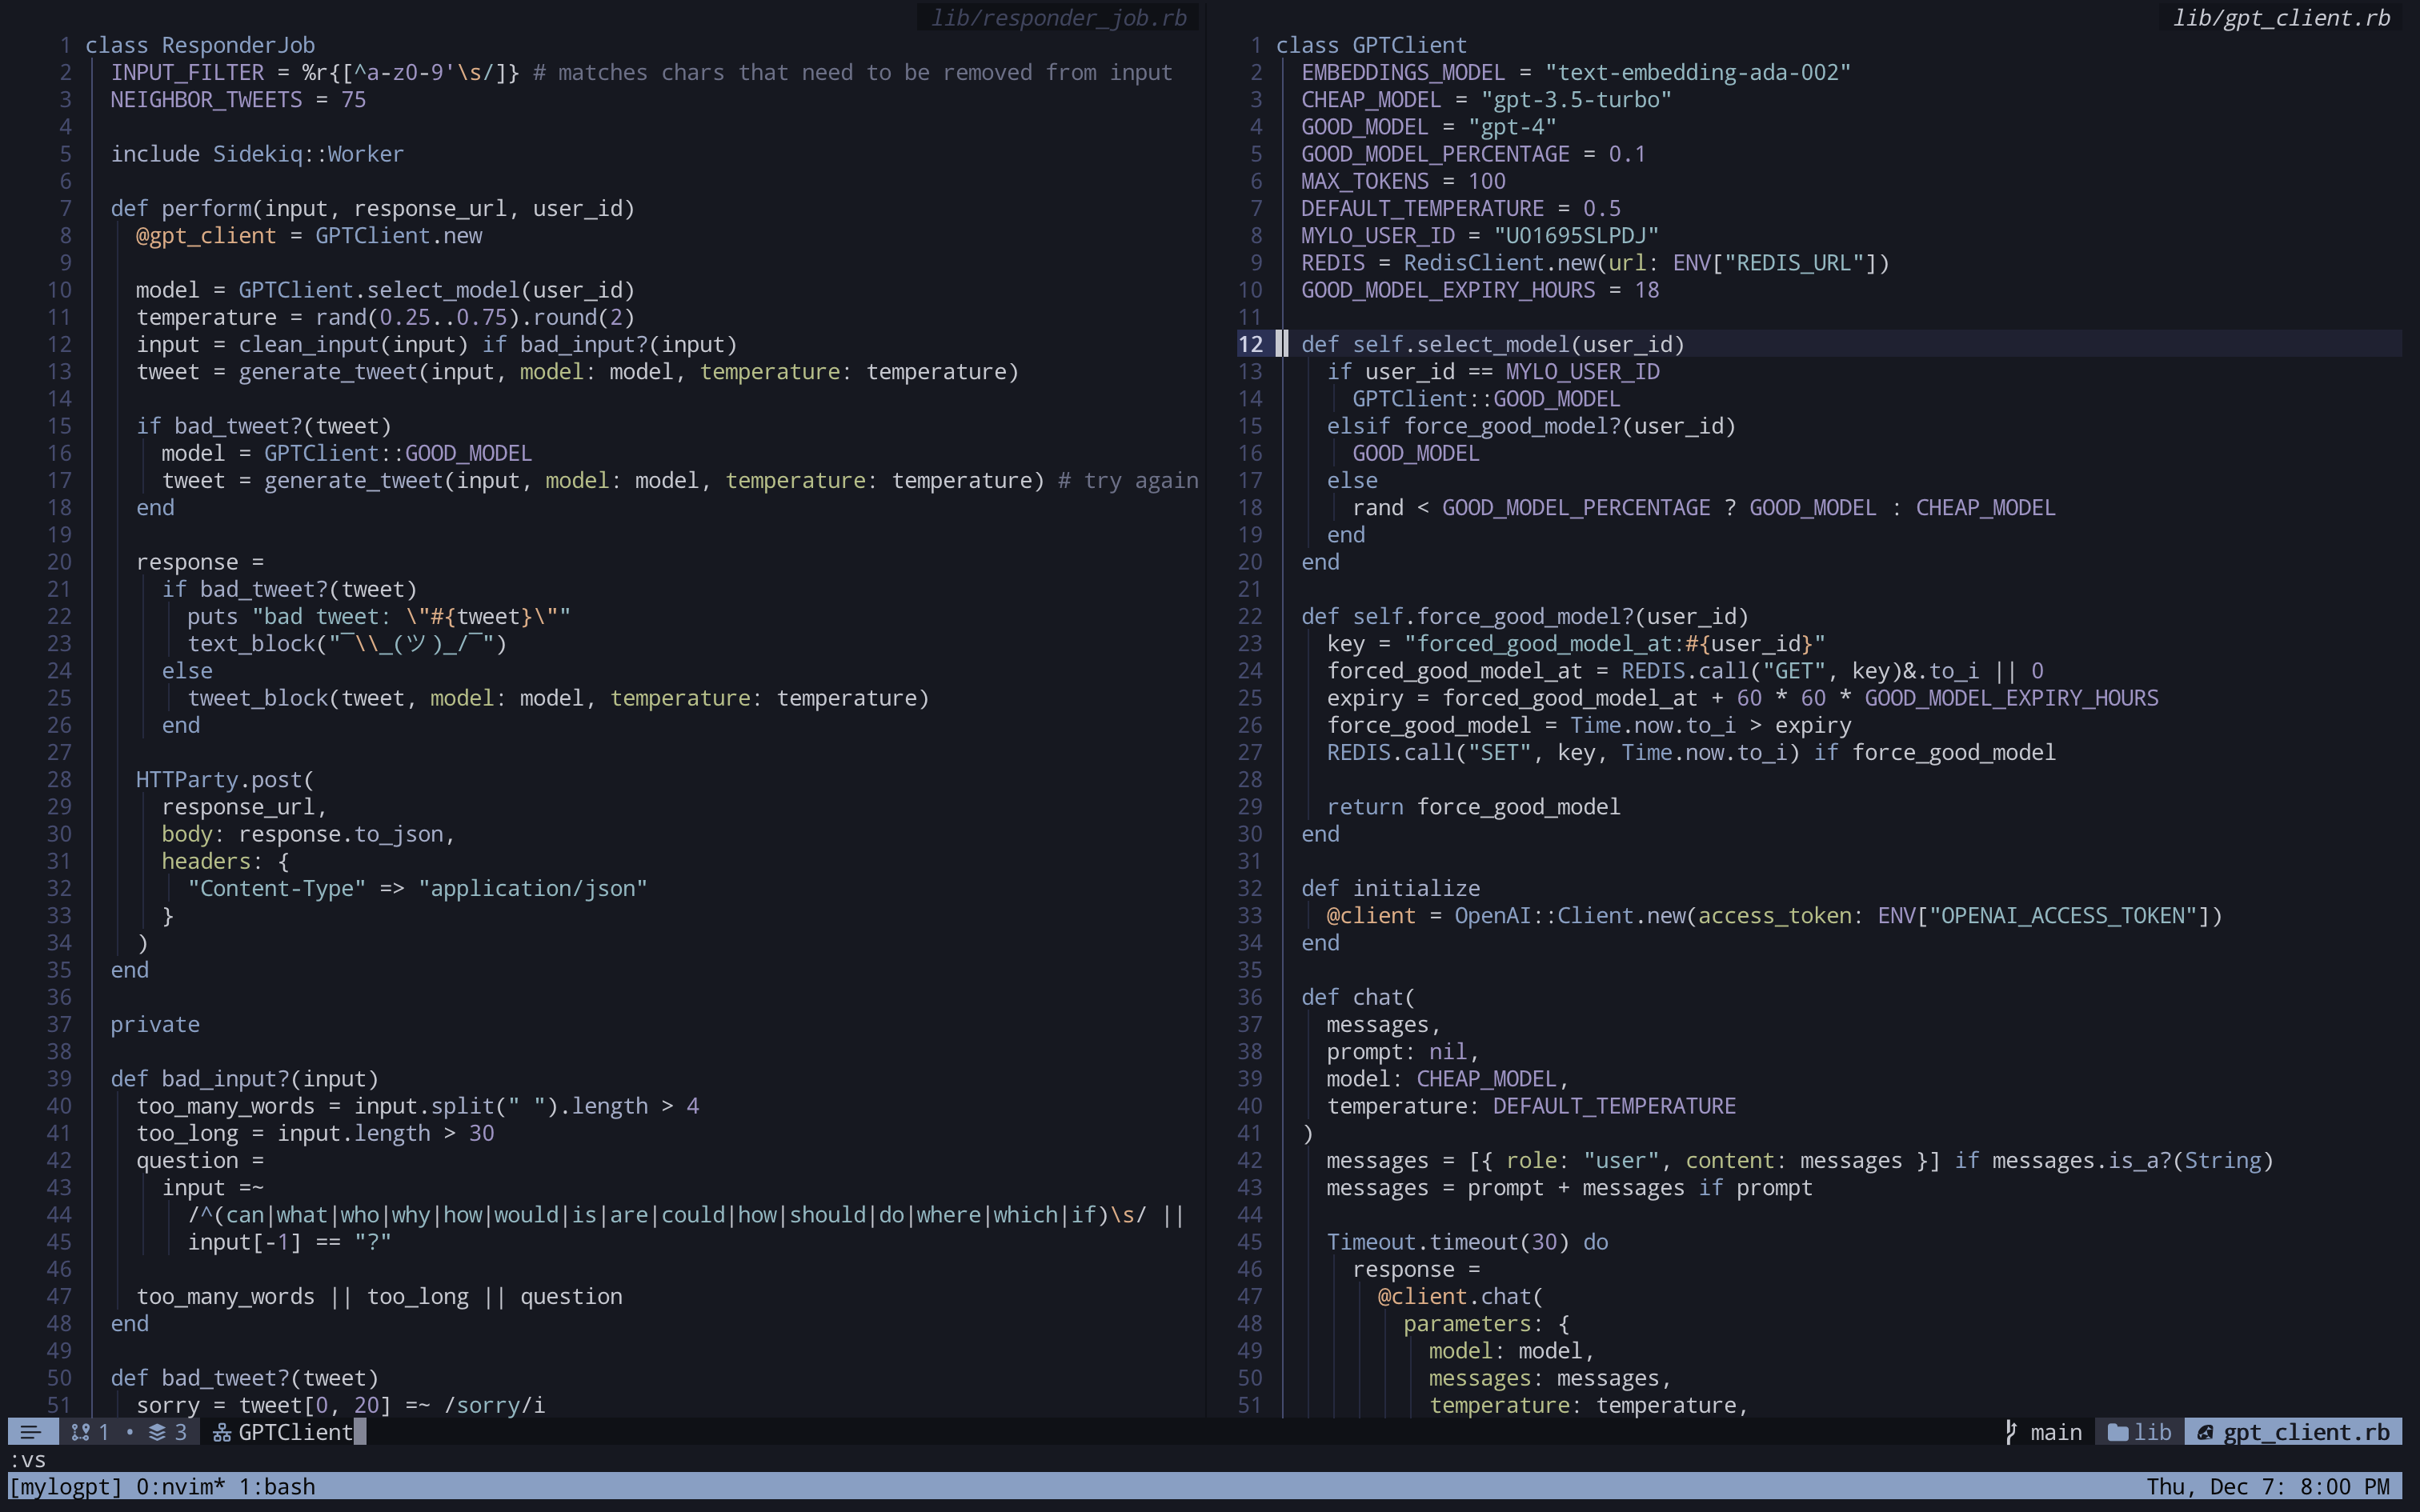 lib/responder_job.rb
1 class ResponderJob
2   INPUT_FILTER = %r{[^a-z0-9'\s/]} # matches chars that need to be removed from input
3   NEIGHBOR_TWEETS = 75
4
5   include Sidekiq::Worker
6
7   def perform(input, response_url, user_id)
8     @gpt_client = GPTClient.new
9
10     model = GPTClient.select_model(user_id)
11     temperature = rand(0.25..0.75).round(2)
12     input = clean_input(input) if bad_input?(input)
13     tweet = generate_tweet(input, model: model, temperature: temperature)
14
15     if bad_tweet?(tweet)
16       model = GPTClient::GOOD_MODEL
17       tweet = generate_tweet(input, model: model, temperature: temperature) # try again
18     end
19
20     response =
21       if bad_tweet?(tweet)
22         puts "bad tweet: \"#{tweet}\""
23         text_block("¯\\_(ツ)_/¯")
24       else
25         tweet_block(tweet, model: model, temperature: temperature)
26       end
27
28     HTTParty.post(
29       response_url,
30       body: response.to_json,
31       headers: {
32         "Content-Type" => "application/json"
33       }
34     )
35   end
36
37   private
38
39   def bad_input?(input)
40     too_many_words = input.split(" ").length > 4
41     too_long = input.length > 30
42     question =
43       input =~
44         /^(can|what|who|why|how|would|is|are|could|how|should|do|where|which|if)\s/ ||
45         input[-1] == "?"
46
47     too_many_words || too_long || question
48   end
49
50   def bad_tweet?(tweet)
51     sorry = tweet[0, 20] =~ /sorry/i
lib/gpt_client.rb
1 class GPTClient
2   EMBEDDINGS_MODEL = "text-embedding-ada-002"
3   CHEAP_MODEL = "gpt-3.5-turbo"
4   GOOD_MODEL = "gpt-4"
5   GOOD_MODEL_PERCENTAGE = 0.1
6   MAX_TOKENS = 100
7   DEFAULT_TEMPERATURE = 0.5
8   MYLO_USER_ID = "U01695SLPDJ"
9   REDIS = RedisClient.new(url: ENV["REDIS_URL"])
10   GOOD_MODEL_EXPIRY_HOURS = 18
11
12   def self.select_model(user_id)
13     if user_id == MYLO_USER_ID
14       GPTClient::GOOD_MODEL
15     elsif force_good_model?(user_id)
16       GOOD_MODEL
17     else
18       rand < GOOD_MODEL_PERCENTAGE ? GOOD_MODEL : CHEAP_MODEL
19     end
20   end
21
22   def self.force_good_model?(user_id)
23     key = "forced_good_model_at:#{user_id}"
24     forced_good_model_at = REDIS.call("GET", key)&.to_i || 0
25     expiry = forced_good_model_at + 60 * 60 * GOOD_MODEL_EXPIRY_HOURS
26     force_good_model = Time.now.to_i > expiry
27     REDIS.call("SET", key, Time.now.to_i) if force_good_model
28
29     return force_good_model
30   end
31
32   def initialize
33     @client = OpenAI::Client.new(access_token: ENV["OPENAI_ACCESS_TOKEN"])
34   end
35
36   def chat(
37     messages,
38     prompt: nil,
39     model: CHEAP_MODEL,
40     temperature: DEFAULT_TEMPERATURE
41   )
42     messages = [{ role: "user", content: messages }] if messages.is_a?(String)
43     messages = prompt + messages if prompt
44
45     Timeout.timeout(30) do
46       response =
47         @client.chat(
48           parameters: {
49             model: model,
50             messages: messages,
51             temperature: temperature,
1 • 3 GPTClient main lib gpt_client.rb
:vs
[mylogpt] 0:nvim* 1:bash Thu, Dec 7: 8:00 PM